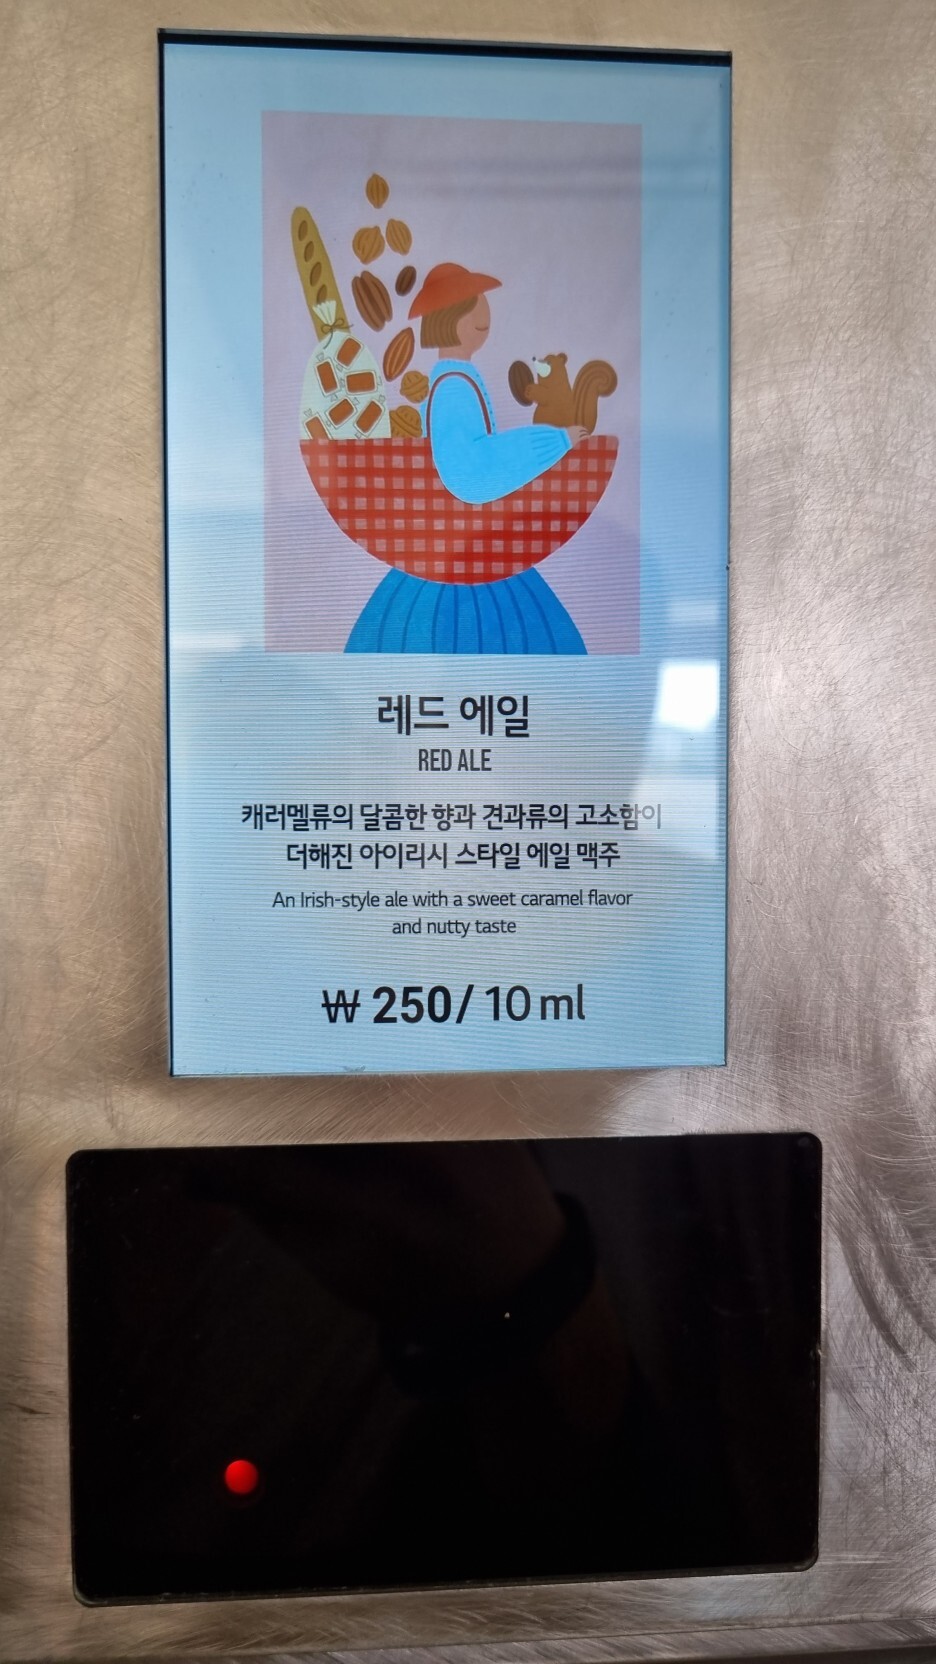 레드 에일
RED ALE
캐러멜류의 달콤한 향과 견과류의 고소함이
더해진 아이리시 스타일 에일 맥주
An Irish-style ale with a sweet caramel flavor
and nutty taste
₩ 250/ 10 ml